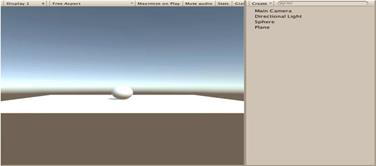 Display 1 Free Aspect Maximize on Play Mute audio Stats Create
Main Camera
Directional Light
Sphere
Plane